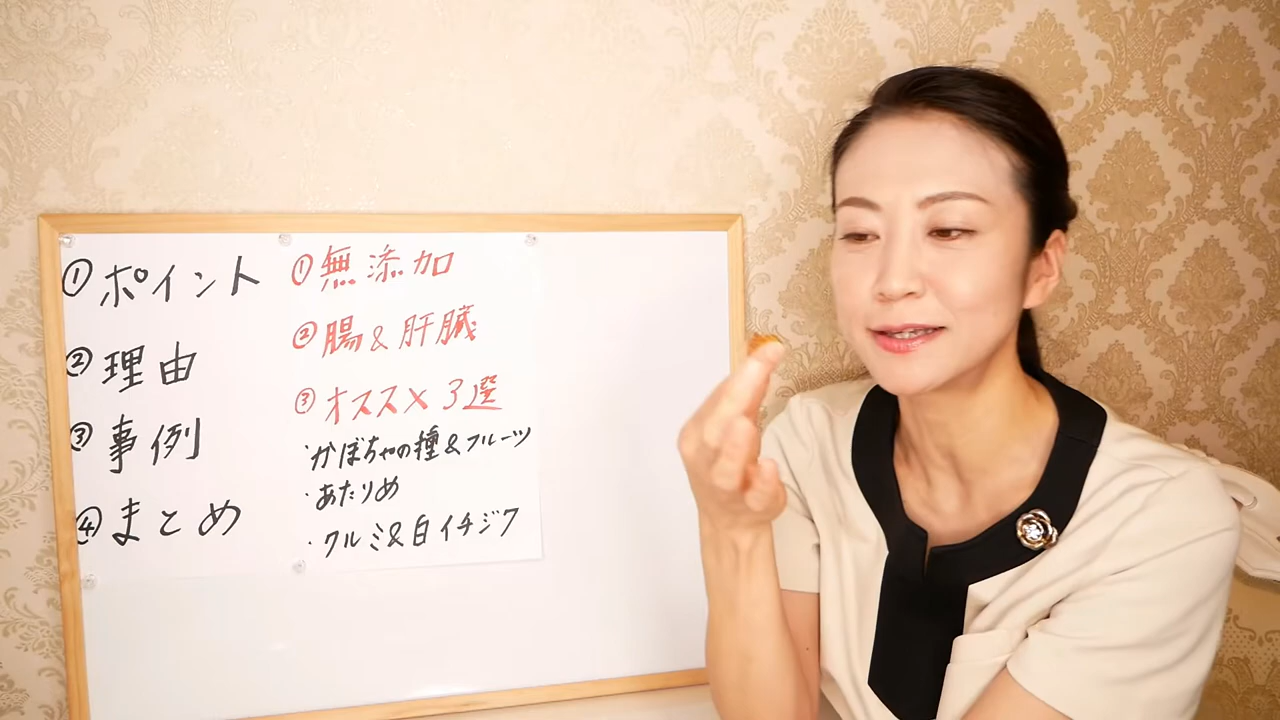 ①ポイント
②理由
③事例
④まとめ
①無添加
②腸&肝臓
③オススメ3選
・かぼちゃの種&フルーツ
・あたりめ
・クルミ&白イチジク